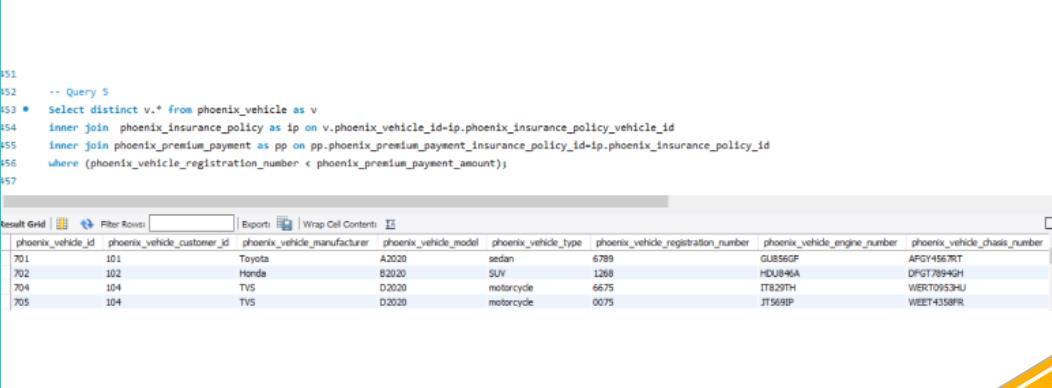 451
452 -- Query 5
453 Select distinct v.* from phoenix_vehicle as v
454 inner join phoenix_insurance_policy as ip on v.phoenix_vehicle_id=ip.phoenix_insurance_policy_vehicle_id
455 inner join phoenix_premium_payment as pp on pp.phoenix_premium_payment_insurance_policy_id=ip.phoenix_insurance_policy_id
456 where (phoenix_vehicle_registration_number < phoenix_premium_payment_amount);
457
Result Grid Filter Rows: Export: Wrap Cell Content:
phoenix_vehicle_id phoenix_vehicle_customer_id phoenix_vehicle_manufacturer phoenix_vehicle_model phoenix_vehicle_type phoenix_vehicle_registration_number phoenix_vehicle_engine_number phoenix_vehicle_chasis_number
701 101 Toyota A2020 sedan 6789 GU856GF AFGY4567RT
702 102 Honda B2020 SUV 1268 HDU846A DFGT7894GH
704 104 TVS D2020 motorcycle 6675 IT829TH WERT0953HU
705 104 TVS D2020 motorcycle 0075 JT569IP WEET4358FR